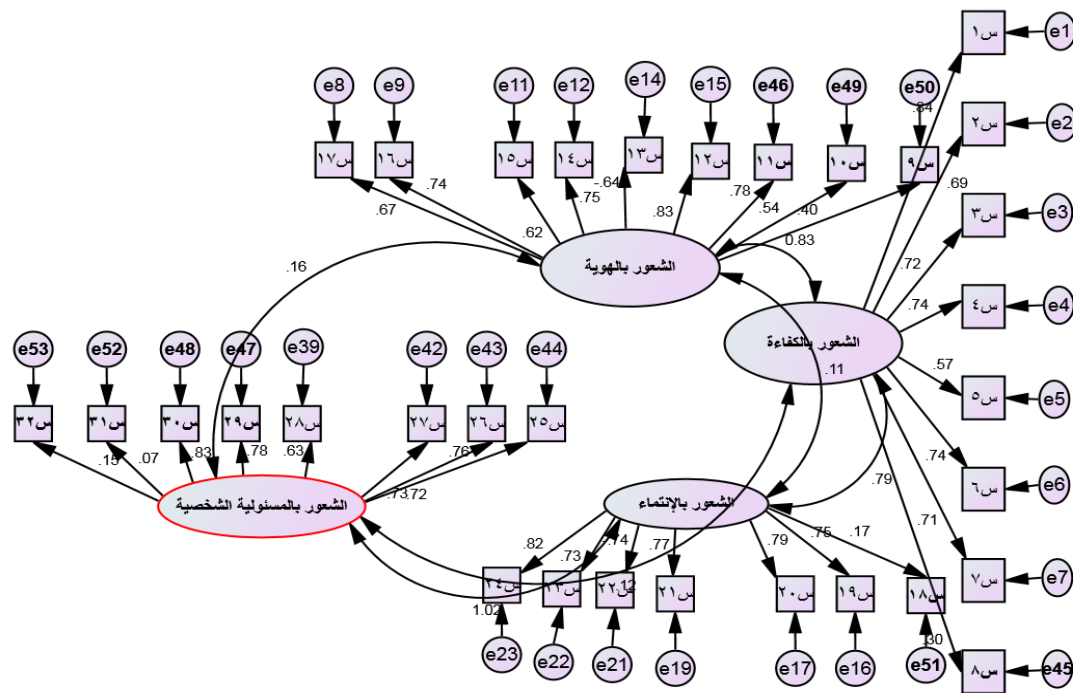 e1
س١
e14
e8
e9
e11
e12
e15
e46
e49
e50
.84
س٢
e2
س١٧
س١٦
س١٥
س١٤
س١٣
س١٢
س١١
س١٠
س٩
.69
.74
.67
.75
-.64
.83
.78
.54
.40
س٣
e3
.62
0.83
.72
.16
الشعور بالهوية
.74
س٤
e4
e53
e52
e48
e47
e39
e42
e43
e44
الشعور بالكفاءة
.11
.57
س٥
e5
س٣٢
س٣١
س٣٠
س٢٩
س٢٨
س٢٧
س٢٦
س٢٥
.15
.07
.83
.78
.63
.76
.74
.79
س٦
e6
.73
.72
الشعور بالمسئولية الشخصية
الشعور بالإنتماء
.71
.82
.73
.74
.77
.79
.75
.17
س٢٤
س٢٢
.12
س٢١
س٢٠
س١٩
س١٨
س٧
e7
1.02
e23
e22
e21
e19
e17
e16
e51
.30
س٨
e45